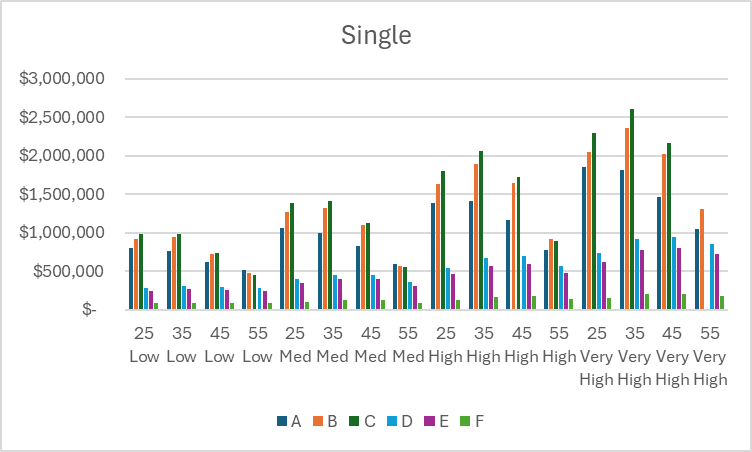 Single
$3,000,000
$2,500,000
$2,000,000
$1,500,000
$1,000,000
$500,000
$-
25 35 45 55 25 35 45 55 25 35 45 55 25 35 45 55
Low Low Low Low Med Med Med Med High High High High Very Very Very Very
High High High High
A B C D E F